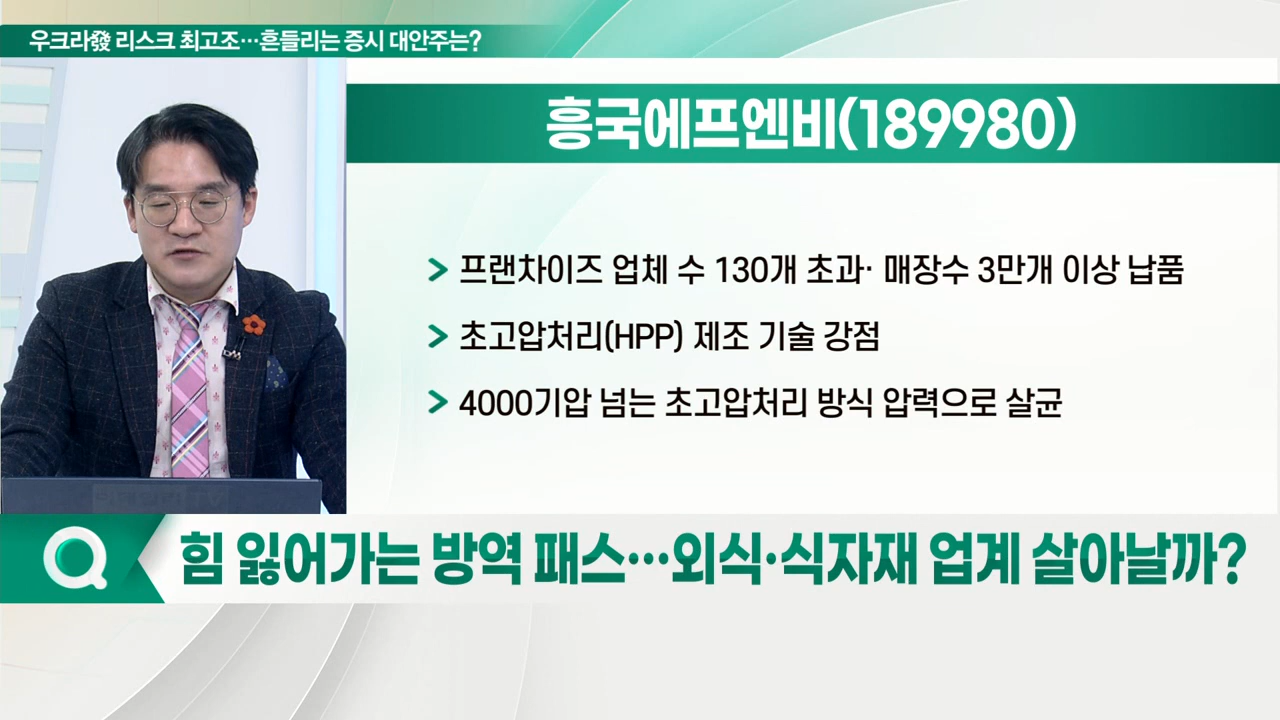 우크라發 리스크 최고조…흔들리는 증시 대안주는?
흥국에프엔비(189980)
프랜차이즈 업체 수 130개 초과· 매장수 3만개 이상 납품
초고압처리(HPP) 제조 기술 강점
4000기압 넘는 초고압처리 방식 압력으로 살균
힘 잃어가는 방역 패스…외식·식자재 업계 살아날까?